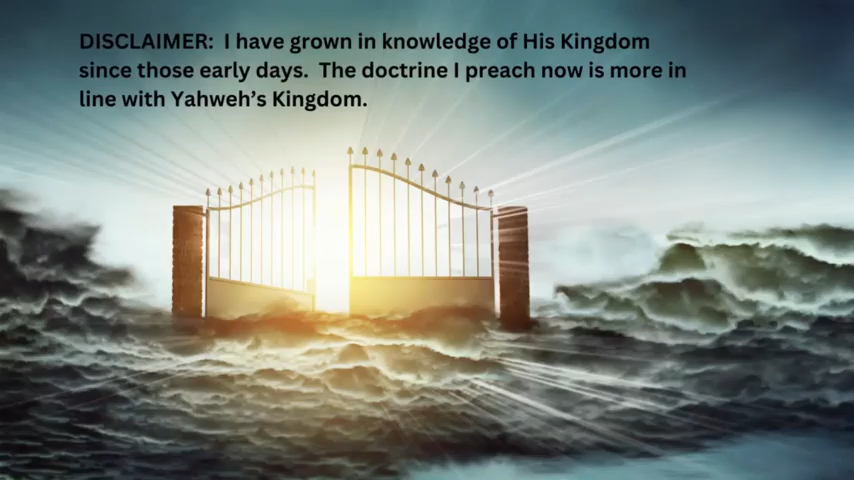 DISCLAIMER:  I have grown in knowledge of His Kingdom
since those early days.  The doctrine I preach now is more in
line with Yahweh’s Kingdom.